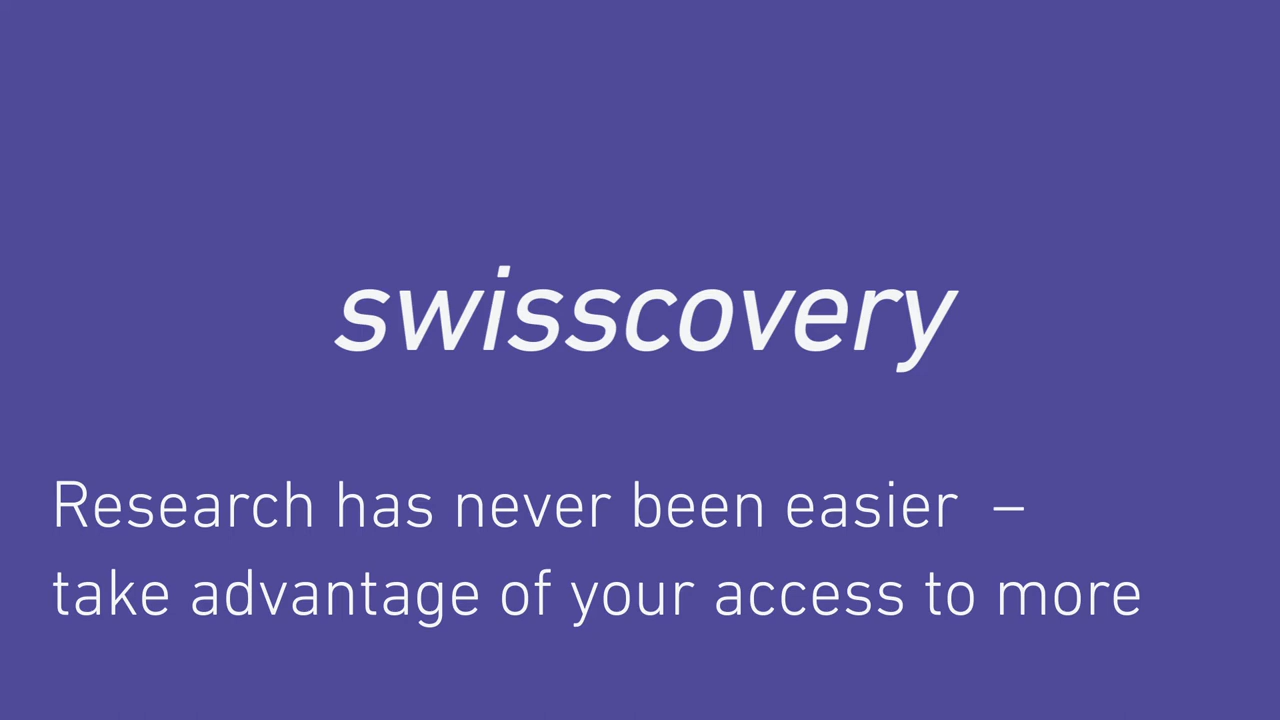 swisscovery
Research has never been easier –
take advantage of your access to more